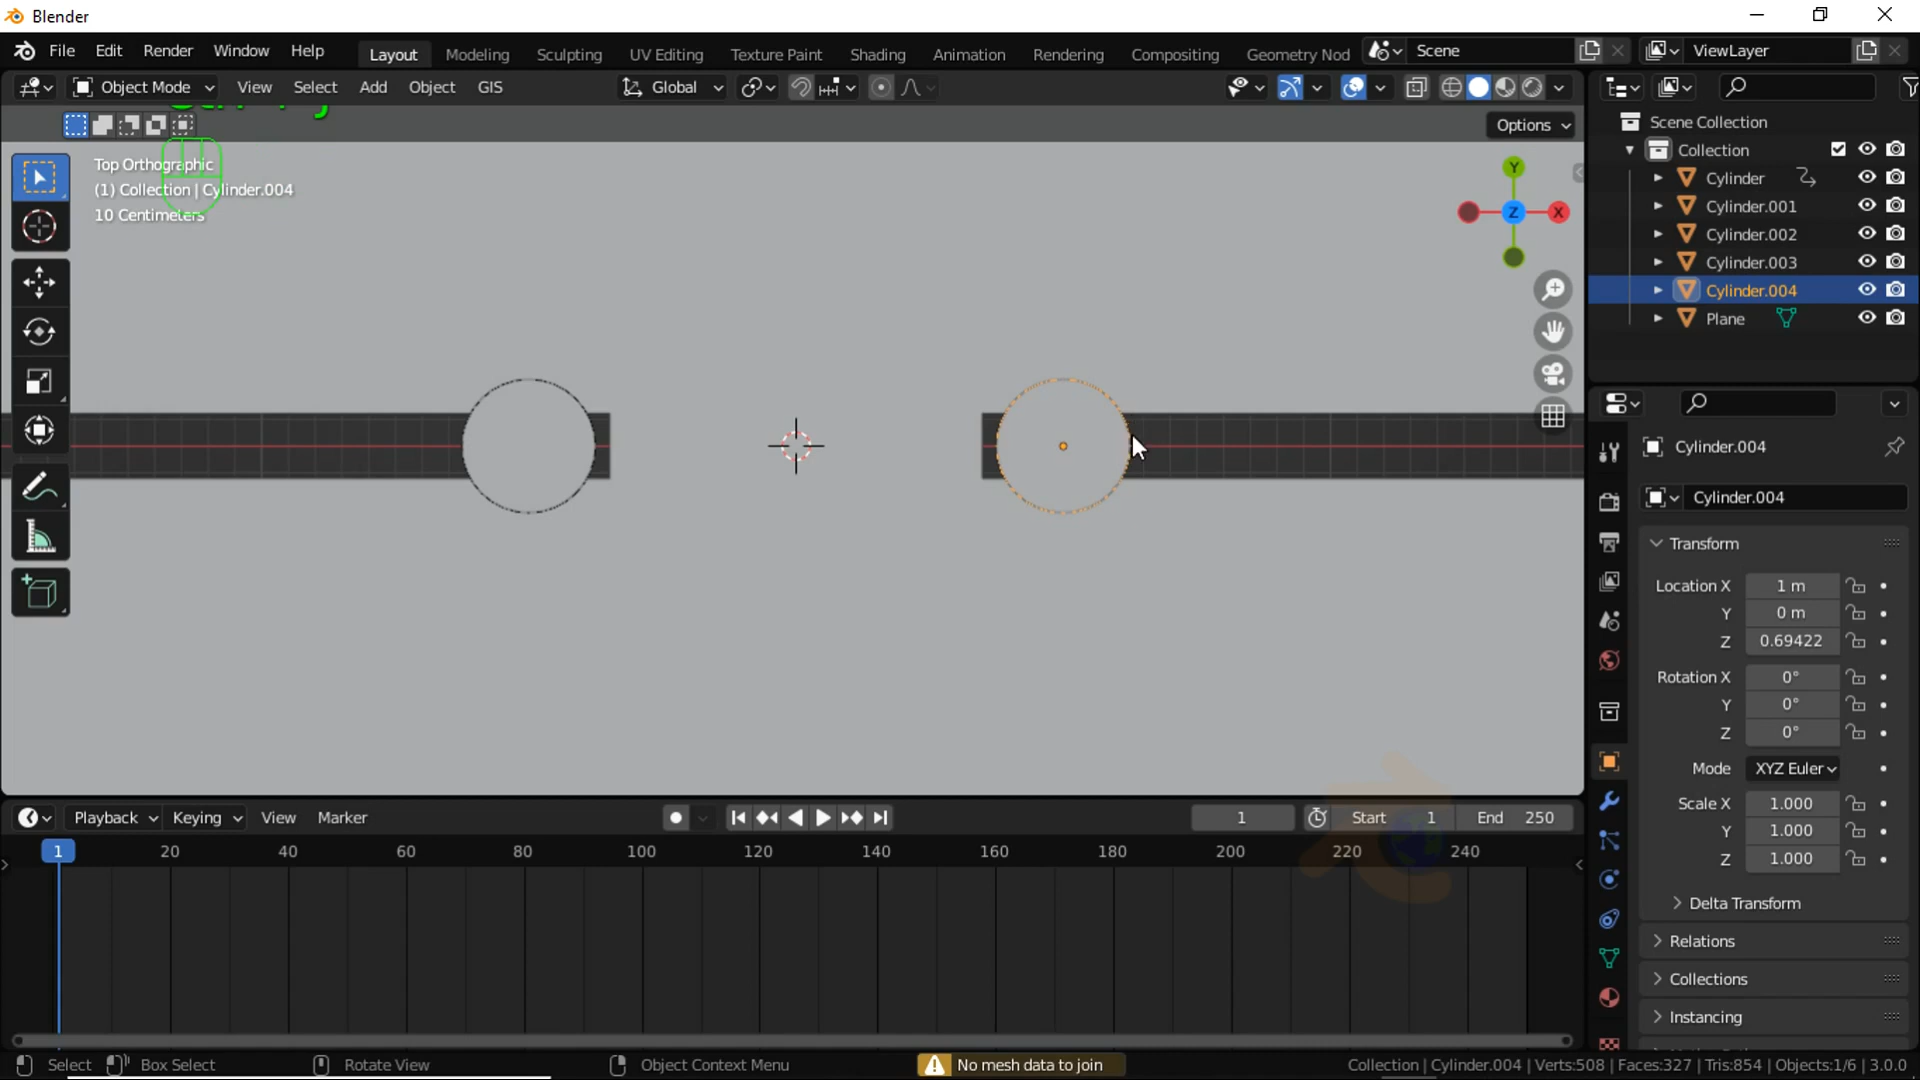 Blender
File Edit Render Window Help Layout Modeling Sculpting UV Editing Texture Paint Shading Animation Rendering Compositing Geometry Nod Scene ViewLayer
Object Mode View Select Add Object GIS Global
Options
Top Orthographic
(1) Collection | Cylinder.004
10 Centimeters
Y
Z
X
Scene Collection
Collection
Cylinder
Cylinder.001
Cylinder.002
Cylinder.003
Cylinder.004
Plane
Cylinder.004
Cylinder.004
Transform
Location X 1 m
Y 0 m
Z 0.69422
Rotation X 0°
Y 0°
Z 0°
Mode XYZ Euler
Scale X 1.000
Y 1.000
Z 1.000
Delta Transform
Relations
Collections
Instancing
Playback Keying View Marker 1 Start 1 End 250
1 20 40 60 80 100 120 140 160 180 200 220 240
Select Box Select Rotate View Object Context Menu No mesh data to join Collection | Cylinder.004 | Verts:508 | Faces:327 | Tris:854 | Objects:1/6 | 3.0.0